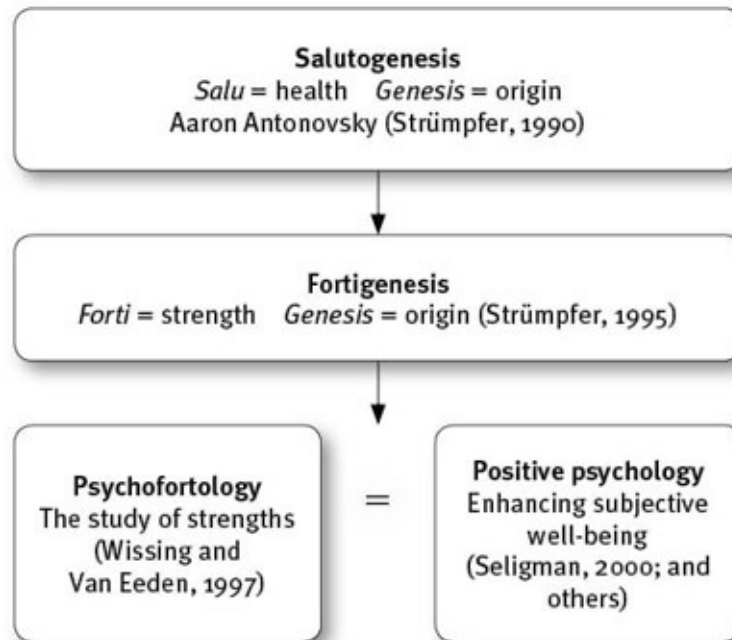 Salutogenesis
Salu = health Genesis = origin
Aaron Antonovsky (Strümpfer, 1990)
Fortigenesis
Forti = strength Genesis = origin (Strümpfer, 1995)
Psychofortology
The study of strengths
(Wissing and
Van Eeden, 1997)
=
Positive psychology
Enhancing subjective
well-being
(Seligman, 2000; and
others)